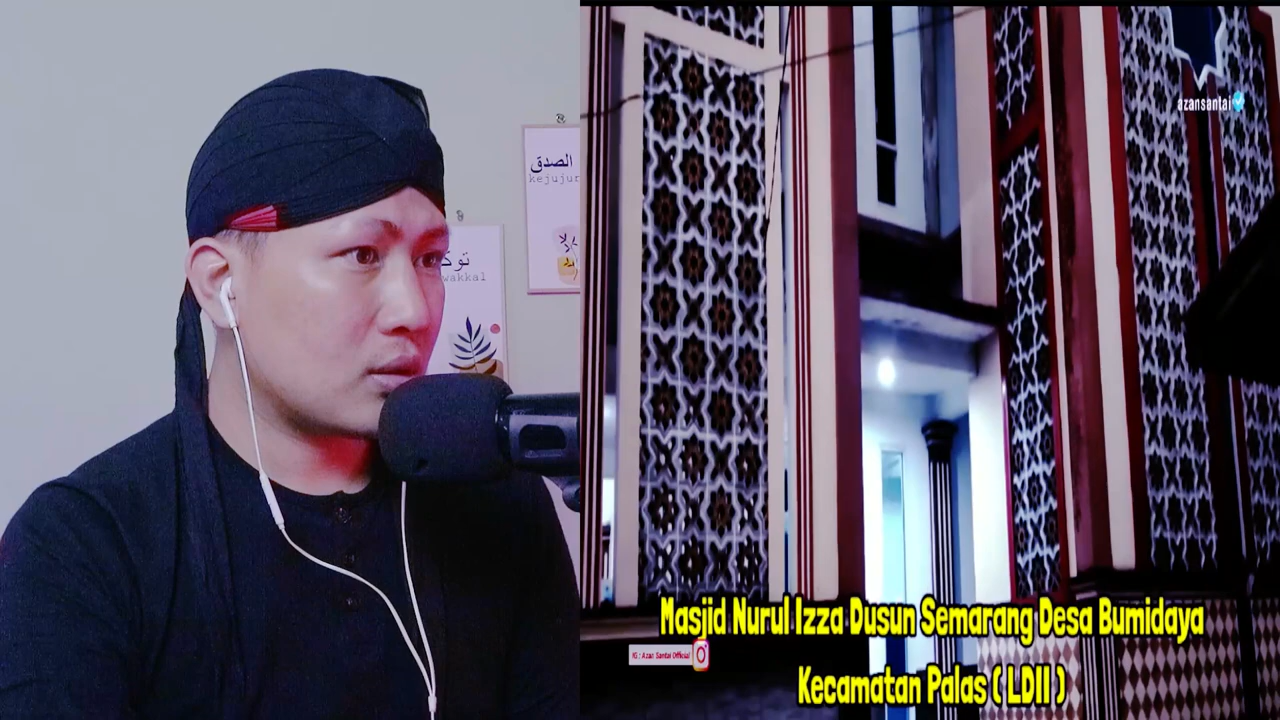 الصدق
kejujur
توك
wakkal
azansantai
IG : Azan Santai Official
Masjid Nurul Izza Dusun Semarang Desa Bumidaya
Kecamatan Palas ( LDII )